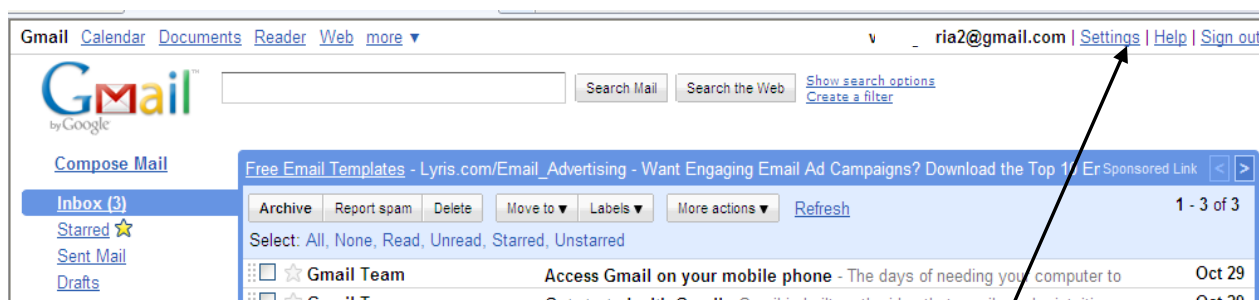 Gmail Calendar Documents Reader Web more ▼
ria2@gmail.com | Settings | Help | Sign out
Gmail™
by Google
Search Mail Search the Web Show search options
Create a filter
Compose Mail
Free Email Templates - Lyris.com/Email_Advertising - Want Engaging Email Ad Campaigns? Download the Top 10 Er Sponsored Link < >
Inbox (3)
Archive Report spam Delete Move to ▼ Labels ▼ More actions ▼ Refresh 1 - 3 of 3
Starred
Select: All, None, Read, Unread, Starred, Unstarred
Sent Mail
Drafts
Gmail Team Access Gmail on your mobile phone - The days of needing your computer to Oct 29